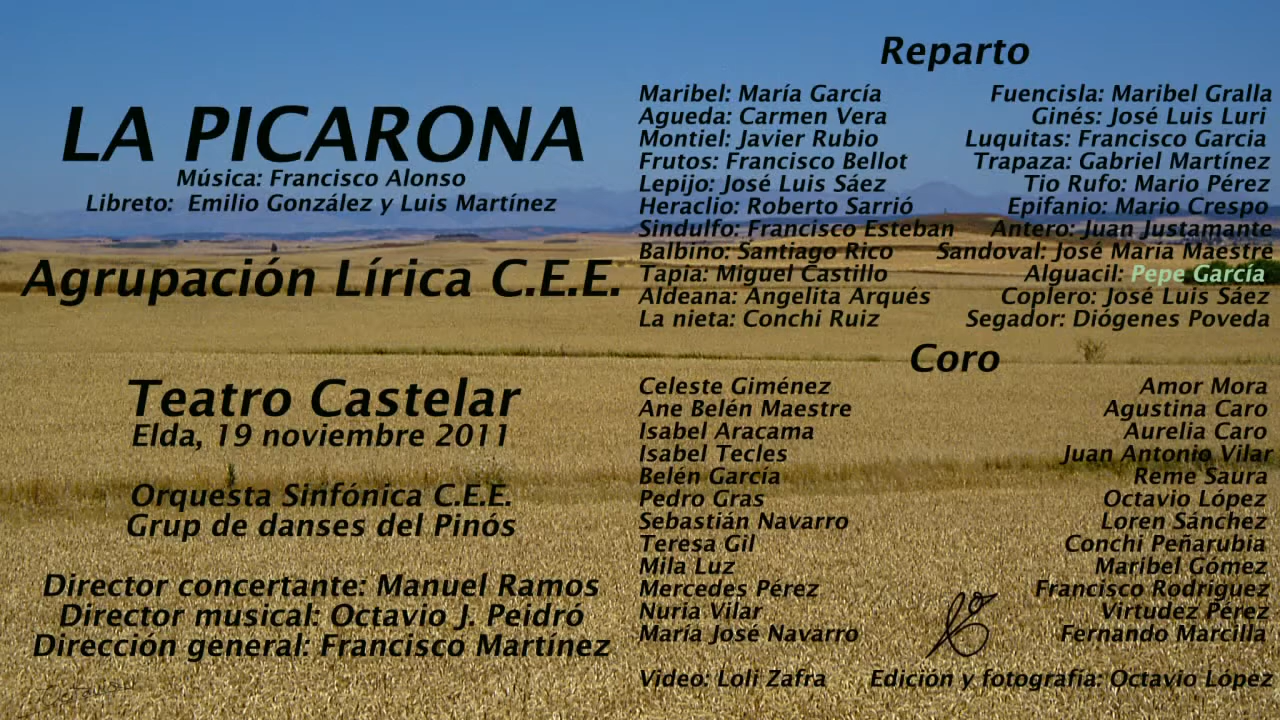 LA PICARONA
Música: Francisco Alonso
Libreto: Emilio González y Luis Martínez
Agrupación Lírica C.E.E.
Teatro Castelar
Elda, 19 noviembre 2011
Orquesta Sinfónica C.E.E.
Grup de danses del Pinós
Director concertante: Manuel Ramos
Director musical: Octavio J. Peidró
Dirección general: Francisco Martínez
Reparto
Maribel: María García
Agueda: Carmen Vera
Montiel: Javier Rubio
Frutos: Francisco Bellot
Lepijo: José Luis Sáez
Heraclio: Roberto Sarrió
Sindulfo: Francisco Esteban
Balbino: Santiago Rico
Tapia: Miguel Castillo
Aldeana: Angelita Arqués
La nieta: Conchi Ruiz
Fuencisla: Maribel Gralla
Ginés: José Luis Luri
Luquitas: Francisco Garcia
Trapaza: Gabriel Martínez
Tio Rufo: Mario Pérez
Epifanio: Mario Crespo
Antero: Juan Justamante
Sandoval: José María Maestre
Alguacil: Pepe García
Coplero: José Luis Sáez
Segador: Diógenes Poveda
Coro
Celeste Giménez
Ane Belén Maestre
Isabel Aracama
Isabel Tecles
Belén García
Pedro Gras
Sebastián Navarro
Teresa Gil
Mila Luz
Mercedes Pérez
Nuria Vilar
María José Navarro
Amor Mora
Agustina Caro
Aurelia Caro
Juan Antonio Vilar
Reme Saura
Octavio López
Loren Sánchez
Conchi Peñarubia
Maribel Gómez
Francisco Rodriguez
Virtudez Pérez
Fernando Marcilla
Video: Loli Zafra
Edición y fotografía: Octavio López